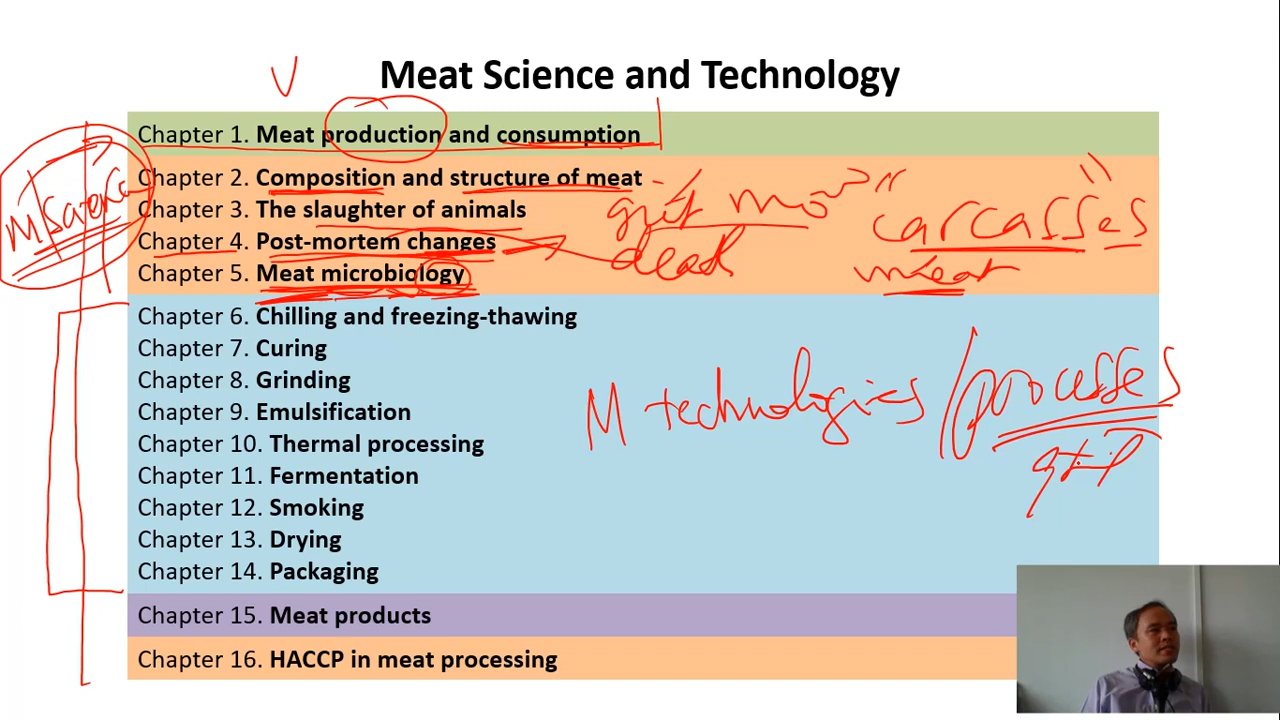 Meat Science and Technology
Chapter 1. Meat production and consumption
Chapter 2. Composition and structure of meat
Chapter 3. The slaughter of animals
Chapter 4. Post-mortem changes
Chapter 5. Meat microbiology
M Science
giết mổ
death
"carcasses"
meat
Chapter 6. Chilling and freezing-thawing
Chapter 7. Curing
Chapter 8. Grinding
Chapter 9. Emulsification
Chapter 10. Thermal processing
Chapter 11. Fermentation
Chapter 12. Smoking
Chapter 13. Drying
Chapter 14. Packaging
M technologies/processes
Chapter 15. Meat products
Chapter 16. HACCP in meat processing